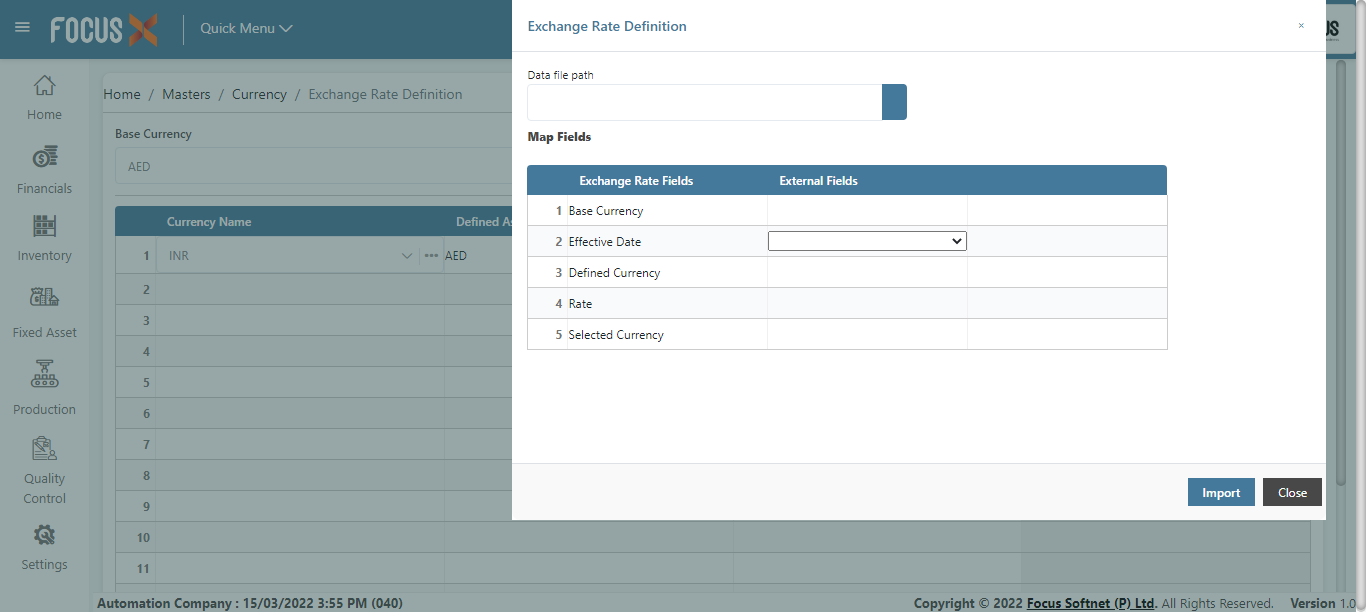 FOCUS X
Quick Menu
Home
Financials
Inventory
Fixed Asset
Production
Quality
Control
Settings
Home / Masters / Currency / Exchange Rate Definition
Base Currency
AED
Currency Name
1 INR AED
2
3
4
5
6
7
8
9
10
11
Exchange Rate Definition
×
Data file path
Map Fields
Exchange Rate Fields External Fields
1 Base Currency
2 Effective Date
3 Defined Currency
4 Rate
5 Selected Currency
Import Close
Automation Company : 15/03/2022 3:55 PM (040)
Copyright © 2022 Focus Softnet (P) Ltd. All Rights Reserved. Version 1.0